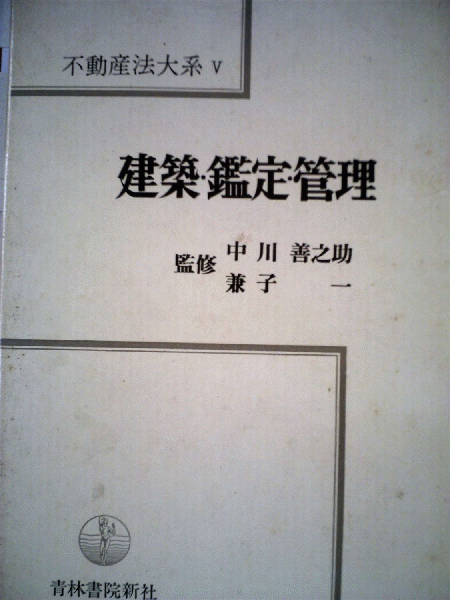 不動産法大系 V
建築・鑑定・管理
監修 中川 善之助
兼子 一
青林書院新社